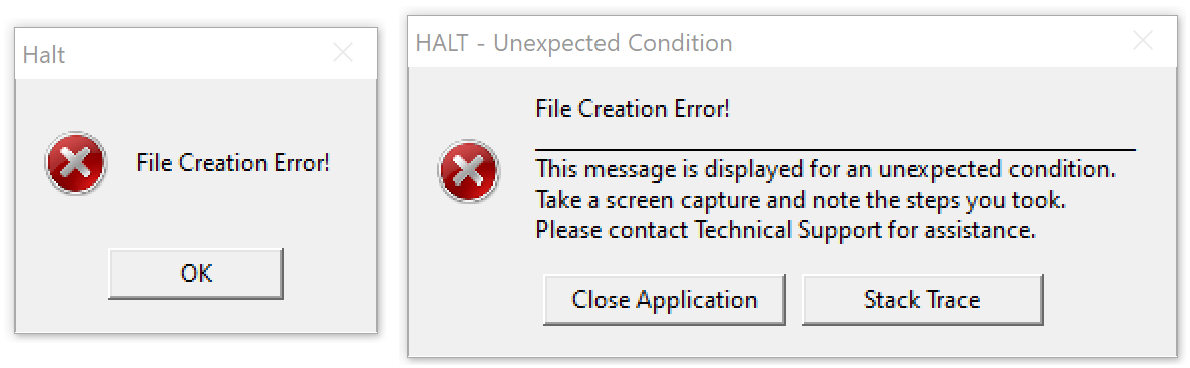 Halt
File Creation Error!
OK
HALT - Unexpected Condition
File Creation Error!
This message is displayed for an unexpected condition.
Take a screen capture and note the steps you took.
Please contact Technical Support for assistance.
Close Application
Stack Trace